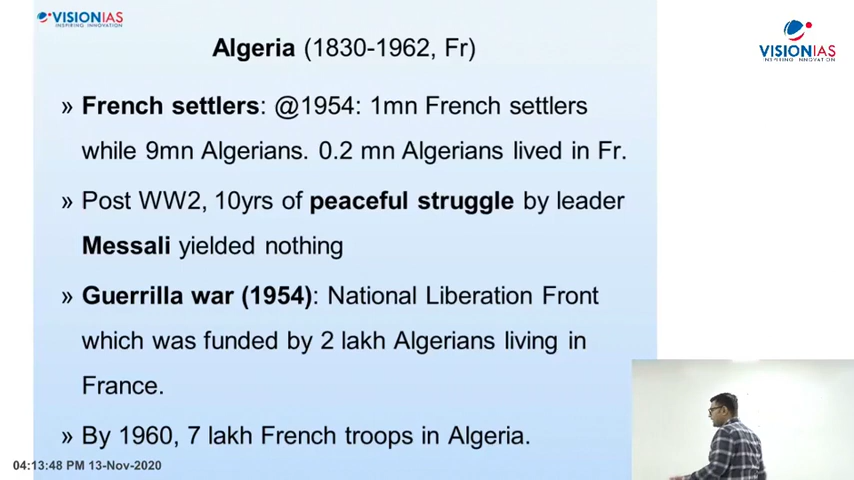 VISIONIAS
INSPIRING INNOVATION
VISIONIAS
INSPIRING INNOVATION
Algeria (1830-1962, Fr)
» French settlers: @1954: 1mn French settlers
while 9mn Algerians. 0.2 mn Algerians lived in Fr.
» Post WW2, 10yrs of peaceful struggle by leader
Messali yielded nothing
» Guerrilla war (1954): National Liberation Front
which was funded by 2 lakh Algerians living in
France.
» By 1960, 7 lakh French troops in Algeria.
04:13:48 PM 13-Nov-2020